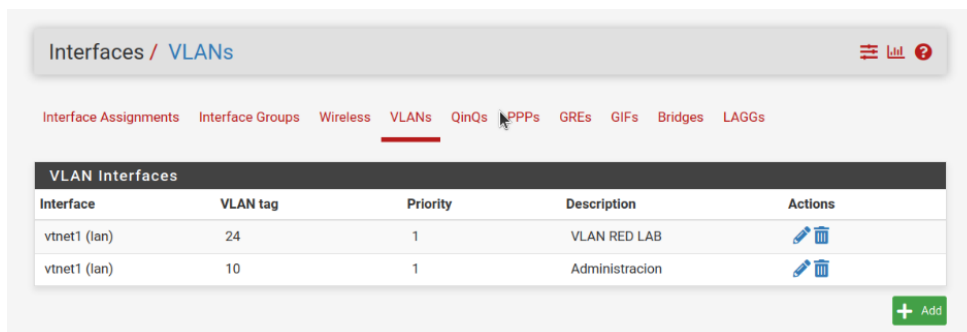 Interfaces / VLANs
Interface Assignments Interface Groups Wireless VLANs QinQs PPPs GREs GIFs Bridges LAGGs
VLAN Interfaces
Interface VLAN tag Priority Description Actions
vtnet1 (lan) 24 1 VLAN RED LAB
vtnet1 (lan) 10 1 Administracion
+ Add